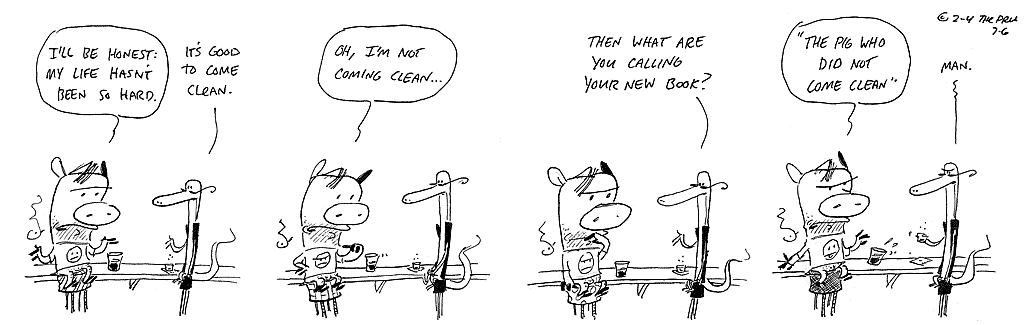 I'LL BE HONEST:
MY LIFE HASN'T
BEEN SO HARD.
IT'S GOOD
TO COME
CLEAN.
OH, I'M NOT
COMING CLEAN...
THEN WHAT ARE
YOU CALLING
YOUR NEW BOOK?
"THE PIG WHO
DID NOT
COME CLEAN"
MAN.
© 2-4 THE PRU
7-6